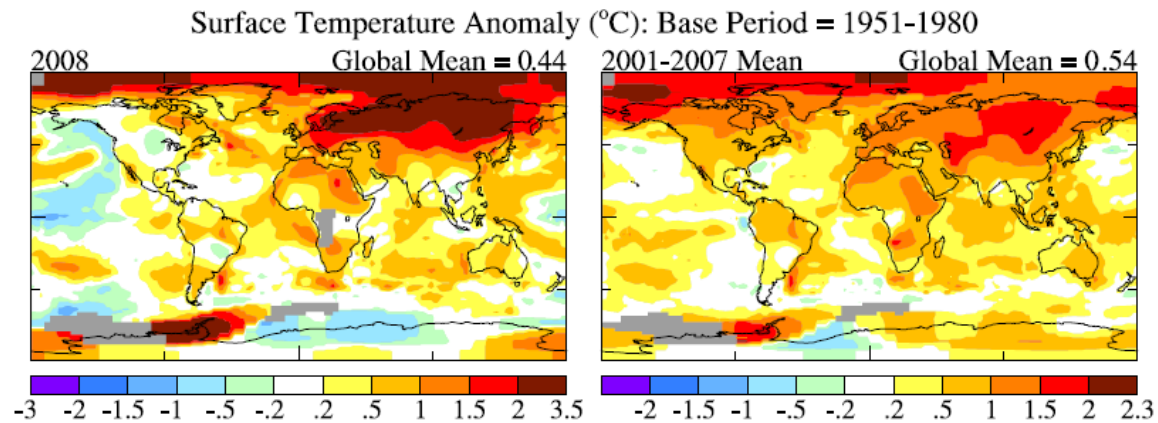 Surface Temperature Anomaly (°C): Base Period = 1951-1980
2008 Global Mean = 0.44
2001-2007 Mean Global Mean = 0.54
-3 -2 -1.5 -1 -.5 -.2 .2 .5 1 1.5 2 3.5
-2 -1.5 -1 -.5 -.2 .2 .5 1 1.5 2 2.3